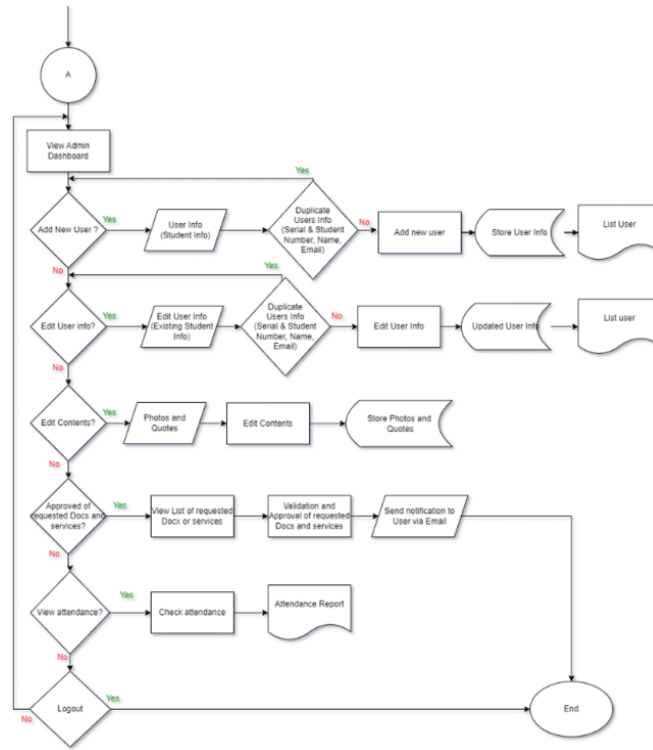 A
View Admin
Dashboard
Yes
Add New User ?
Yes
User Info
(Student Info)
Duplicate
Users Info
(Serial & Student
Number, Name,
Email)
No
Add new user
Store User Info
List User
No
Yes
Edit User info?
Yes
Edit User Info
(Existing Student
Info)
Duplicate
Users Info
(Serial & Student
Number, Name,
Email)
No
Edit User Info
Updated User Info
List user
No
Edit Contents?
Yes
Photos and
Quotes
Edit Contents
Store Photos and
Quotes
No
Approved of
requested Docs and
services?
Yes
View List of requested
Docx or services
Validation and
Approval of requested
Docs and services
Send notification to
User via Email
No
View attendance?
Yes
Check attendance
Attendance Report
No
Logout
Yes
No
End